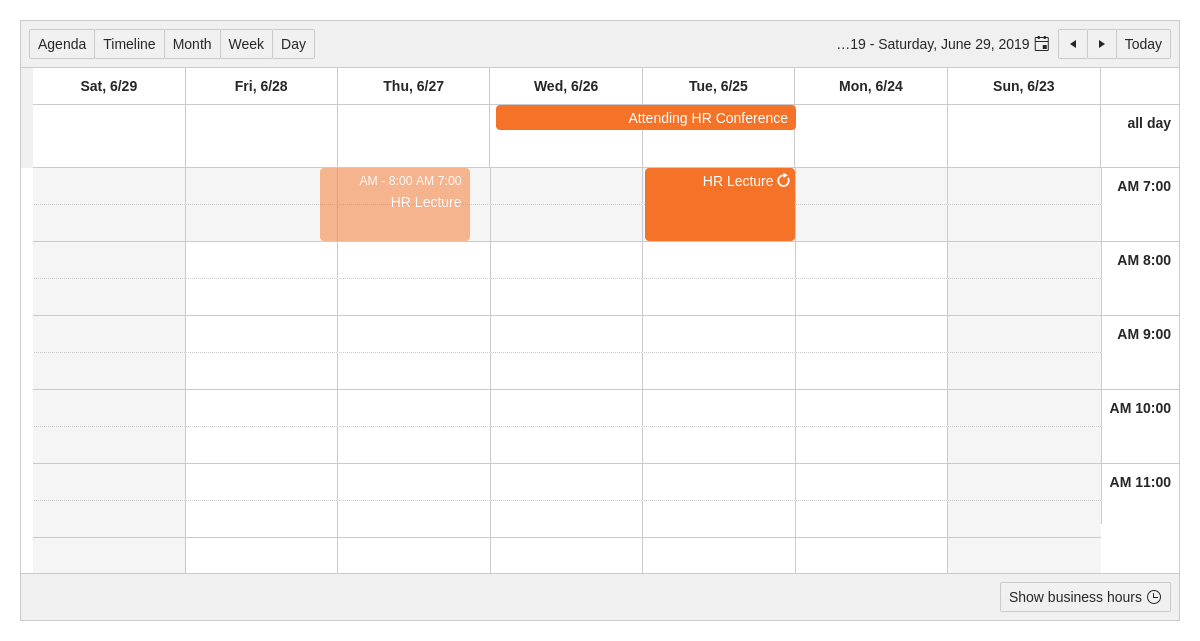 Agenda Timeline Month Week Day
...19 - Saturday, June 29, 2019 Today
Sat, 6/29 Fri, 6/28 Thu, 6/27 Wed, 6/26 Tue, 6/25 Mon, 6/24 Sun, 6/23
Attending HR Conference all day
AM - 8:00 AM 7:00
HR Lecture
HR Lecture
AM 7:00
AM 8:00
AM 9:00
AM 10:00
AM 11:00
Show business hours